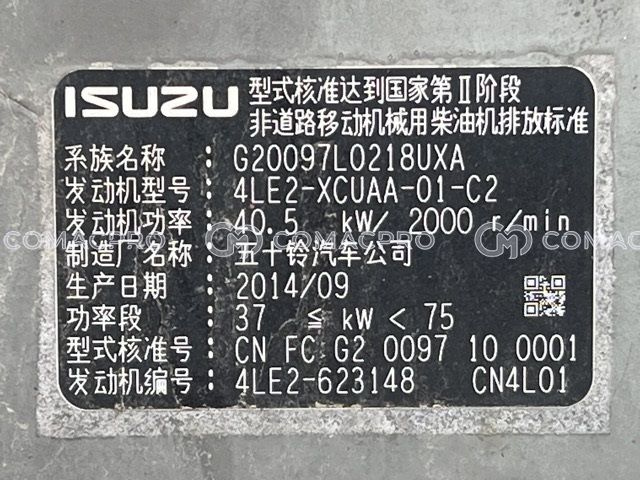 ISUZU 型式核准达到国家第Ⅱ阶段
非道路移动机械用柴油机排放标准
系族名称 : G20097L0218UXA
发动机型号 : 4LE2-XCUAA-01-C2
发动机功率 : 40.5 kW/ 2000 r/min
COMACPRO COMACPRO COMACPRO
制造厂名称 : 五十铃汽车公司
生产日期 : 2014/09
功率段 : 37 ≦ kW < 75
型式核准号 : CN FC G2 0097 10 0001
发动机编号 : 4LE2-623148 CN4L01